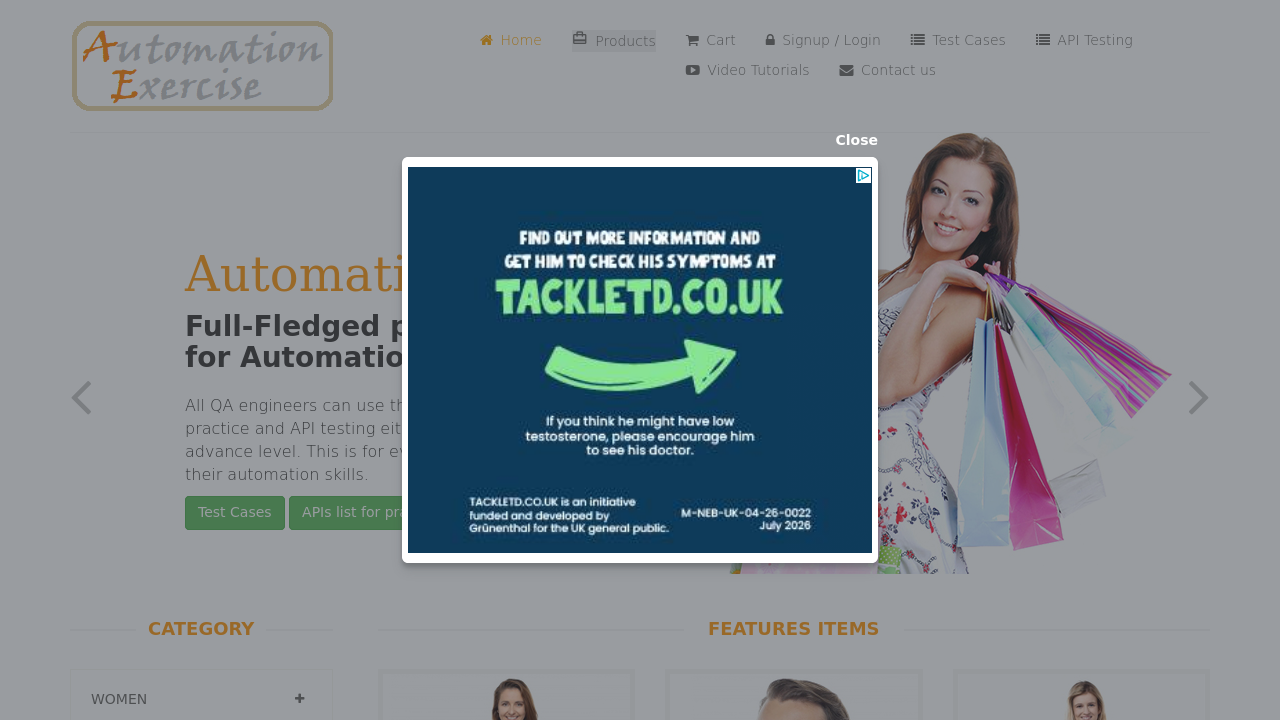 Automation
Exercise
Home
Products
Cart
Signup / Login
Test Cases
API Testing
Video Tutorials
Contact us
Close
FIND OUT MORE INFORMATION AND
GET HIM TO CHECK HIS SYMPTOMS AT
TACKLETD.CO.UK
If you think he might have low
testosterone, please encourage him
to see his doctor.
TACKLETD.CO.UK is an initiative
funded and developed by
Grünenthal for the UK general public.
M-NEB-UK-04-26-0022
July 2026
Automati
Full-Fledged p
for Automatio
All QA engineers can use th
practice and API testing eit
advance level. This is for ev
their automation skills.
Test Cases
APIs list for pra
CATEGORY
WOMEN
FEATURES ITEMS